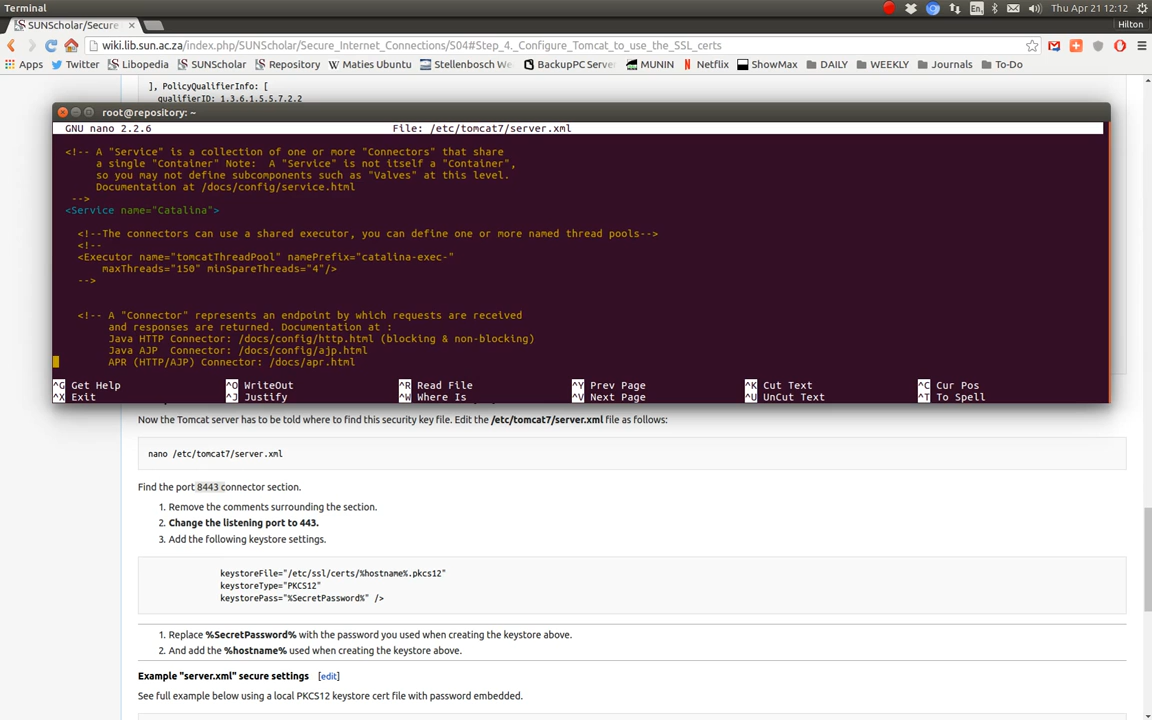 Terminal
En
Thu Apr 21 12:12
SUNScholar/Secure
Hilton
wiki.lib.sun.ac.za/index.php/SUNScholar/Secure_Internet_Connections/S04#Step_4._Configure_Tomcat_to_use_the_SSL_certs
Apps Twitter Libopedia SUNScholar Repository Maties Ubuntu Stellenbosch We BackupPC Server MUNIN Netflix ShowMax DAILY WEEKLY Journals To-Do
], PolicyQualifierInfo: [
qualifierID: 1.3.6.1.5.5.7.2.2
root@repository: ~
GNU nano 2.2.6 File: /etc/tomcat7/server.xml
<!-- A "Service" is a collection of one or more "Connectors" that share
a single "Container" Note: A "Service" is not itself a "Container",
so you may not define subcomponents such as "Valves" at this level.
Documentation at /docs/config/service.html
-->
<Service name="Catalina">
<!--The connectors can use a shared executor, you can define one or more named thread pools-->
<!--
<Executor name="tomcatThreadPool" namePrefix="catalina-exec-"
maxThreads="150" minSpareThreads="4"/>
-->
<!-- A "Connector" represents an endpoint by which requests are received
and responses are returned. Documentation at :
Java HTTP Connector: /docs/config/http.html (blocking & non-blocking)
Java AJP Connector: /docs/config/ajp.html
APR (HTTP/AJP) Connector: /docs/apr.html
^G Get Help ^O WriteOut ^R Read File ^Y Prev Page ^K Cut Text ^C Cur Pos
^X Exit ^J Justify ^W Where Is ^V Next Page ^U UnCut Text ^T To Spell
Now the Tomcat server has to be told where to find this security key file. Edit the /etc/tomcat7/server.xml file as follows:
nano /etc/tomcat7/server.xml
Find the port 8443 connector section.
1. Remove the comments surrounding the section.
2. Change the listening port to 443.
3. Add the following keystore settings.
keystoreFile="/etc/ssl/certs/%hostname%.pkcs12"
keystoreType="PKCS12"
keystorePass="%SecretPassword%" />
1. Replace %SecretPassword% with the password you used when creating the keystore above.
2. And add the %hostname% used when creating the keystore above.
Example "server.xml" secure settings [edit]
See full example below using a local PKCS12 keystore cert file with password embedded.